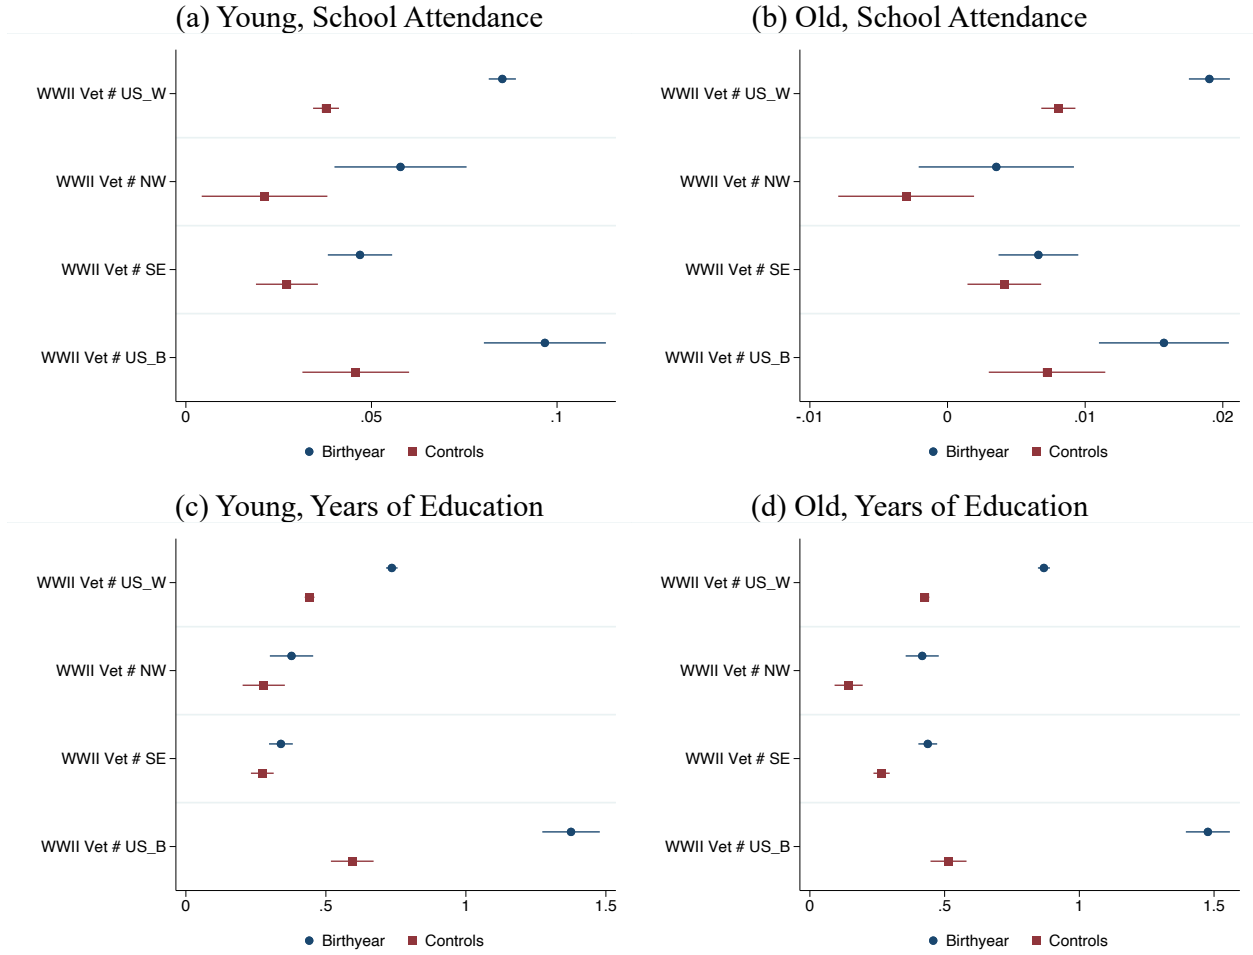 (a) Young, School Attendance
WWII Vet # US_W
WWII Vet # NW
WWII Vet # SE
WWII Vet # US_B
0 .05 .1
Birthyear Controls
(b) Old, School Attendance
WWII Vet # US_W
WWII Vet # NW
WWII Vet # SE
WWII Vet # US_B
-.01 0 .01 .02
Birthyear Controls
(c) Young, Years of Education
WWII Vet # US_W
WWII Vet # NW
WWII Vet # SE
WWII Vet # US_B
0 .5 1 1.5
Birthyear Controls
(d) Old, Years of Education
WWII Vet # US_W
WWII Vet # NW
WWII Vet # SE
WWII Vet # US_B
0 .5 1 1.5
Birthyear Controls